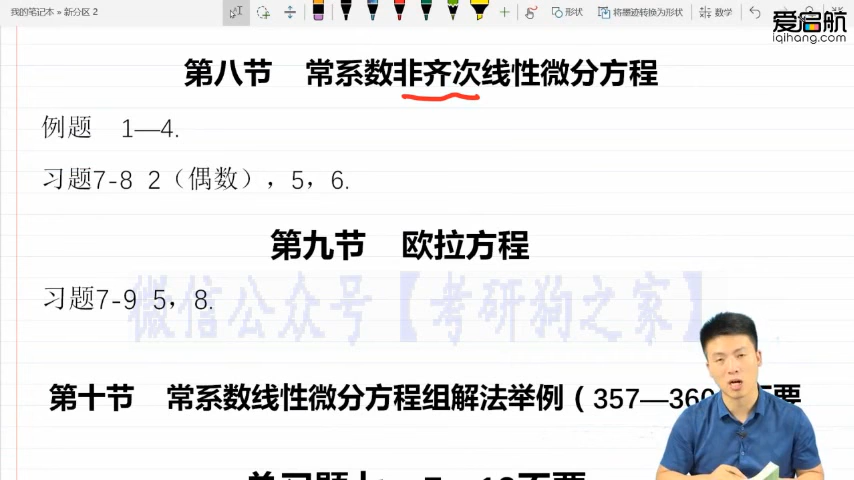 我的笔记本 » 新分区 2
形状
将墨迹转换为形状
数学
爱启航
iqihang.com
第八节 常系数非齐次线性微分方程
例题 1—4.
习题7-8 2（偶数），5，6.
第九节 欧拉方程
习题7-9 5，8.
微信公众号【考研狗之家】
第十节 常系数线性微分方程组解法举例（357—360
要